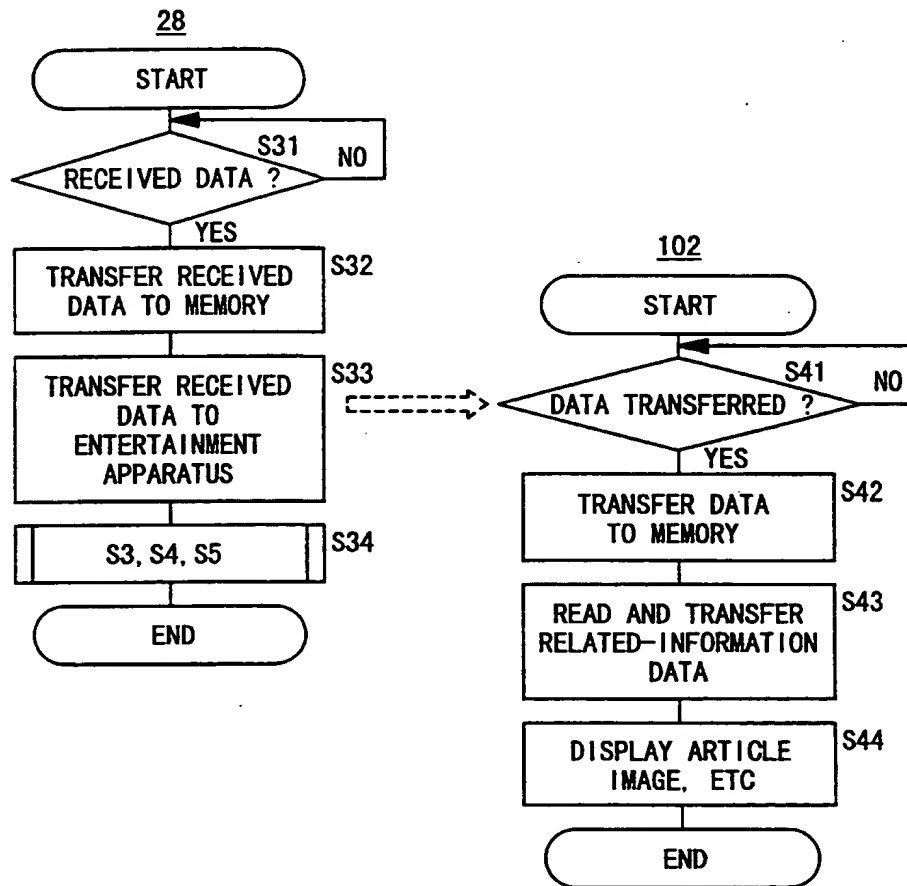 28
START
S31
NO
RECEIVED DATA ?
YES
S32
TRANSFER RECEIVED
DATA TO MEMORY
S33
TRANSFER RECEIVED
DATA TO
ENTERTAINMENT
APPARATUS
S34
S3, S4, S5
END
102
START
S41
NO
DATA TRANSFERRED ?
YES
S42
TRANSFER DATA
TO MEMORY
S43
READ AND TRANSFER
RELATED-INFORMATION
DATA
S44
DISPLAY ARTICLE
IMAGE, ETC
END